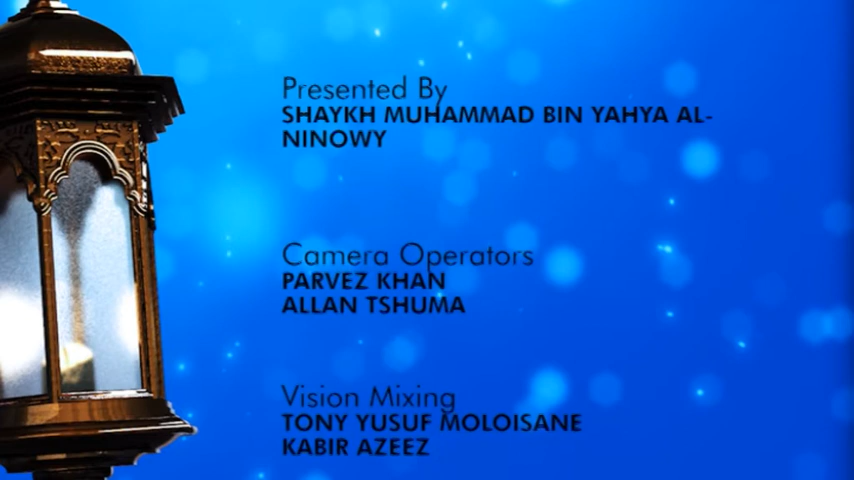 Presented By
SHAYKH MUHAMMAD BIN YAHYA AL-
NINOWY
Camera Operators
PARVEZ KHAN
ALLAN TSHUMA
Vision Mixing
TONY YUSUF MOLOISANE
KABIR AZEEZ